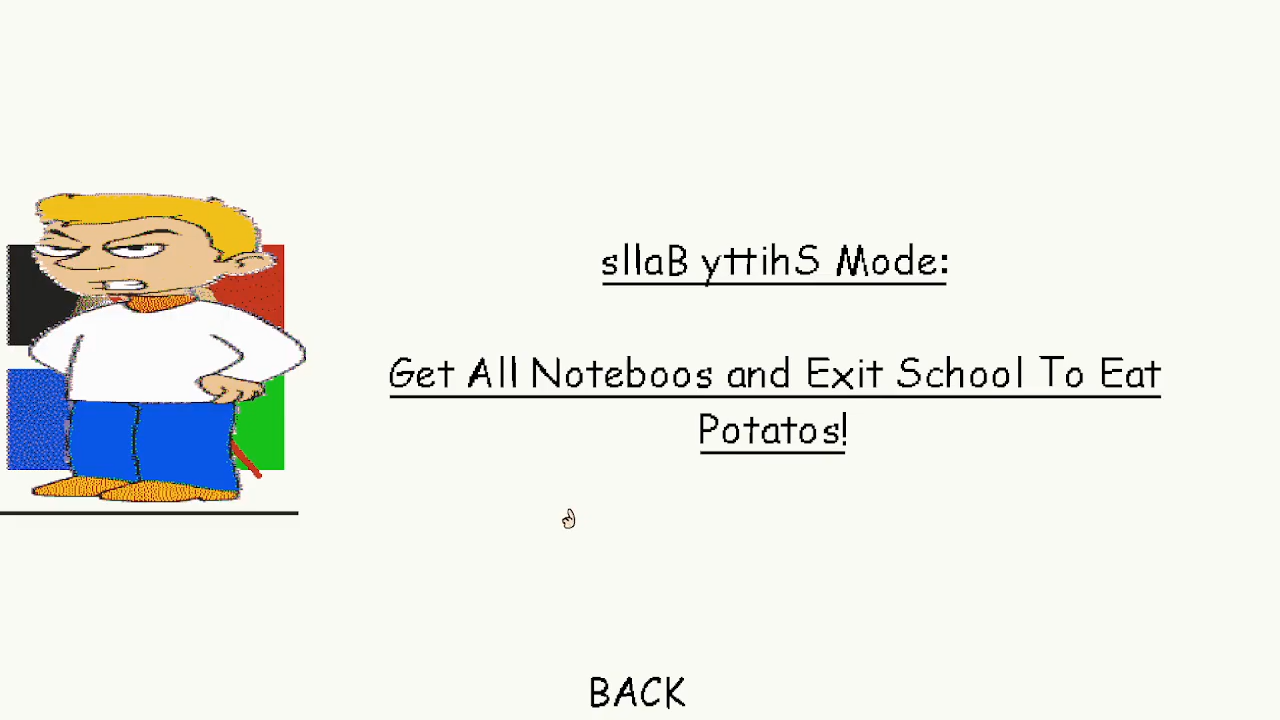 sllaB yttihS Mode:
Get All Noteboos and Exit School To Eat
Potatos!
BACK